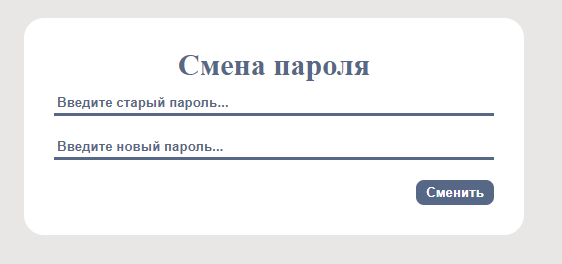 Смена пароля
Введите старый пароль...
Введите новый пароль...
Сменить